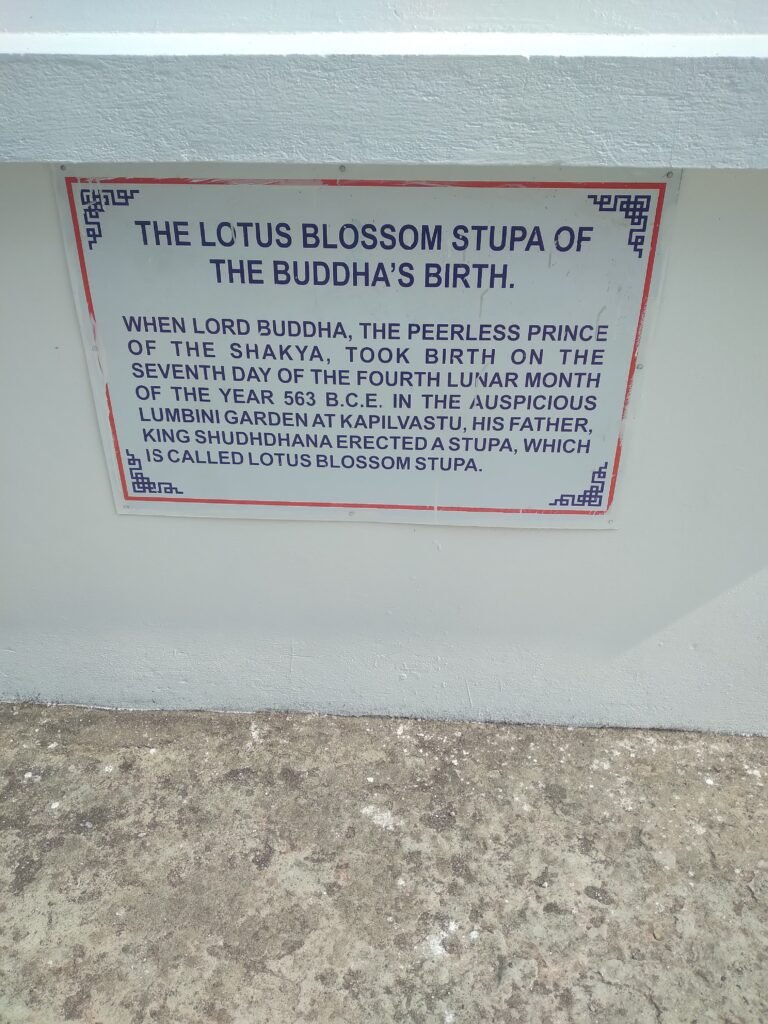 THE LOTUS BLOSSOM STUPA OF
THE BUDDHA'S BIRTH.
WHEN LORD BUDDHA, THE PEERLESS PRINCE
OF THE SHAKYA, TOOK BIRTH ON THE
SEVENTH DAY OF THE FOURTH LUNAR MONTH
OF THE YEAR 563 B.C.E. IN THE AUSPICIOUS
LUMBINI GARDEN AT KAPILVASTU, HIS FATHER,
KING SHUDHDHANA ERECTED A STUPA, WHICH
IS CALLED LOTUS BLOSSOM STUPA.